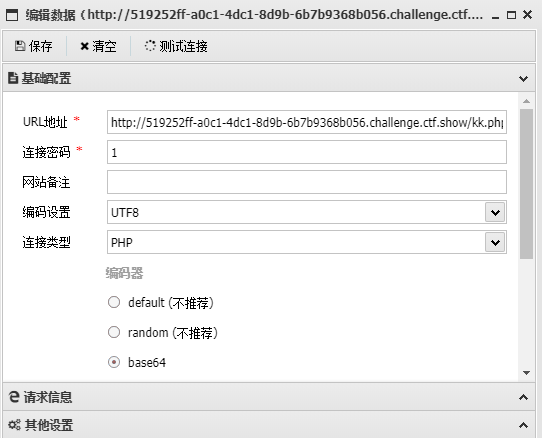 编辑数据 (http://519252ff-a0c1-4dc1-8d9b-6b7b9368b056.challenge.ctf....
保存 清空 测试连接
基础配置
URL地址 * http://519252ff-a0c1-4dc1-8d9b-6b7b9368b056.challenge.ctf.show/kk.php
连接密码 * 1
网站备注
编码设置 UTF8
连接类型 PHP
编码器
default (不推荐)
random (不推荐)
base64
请求信息
其他设置